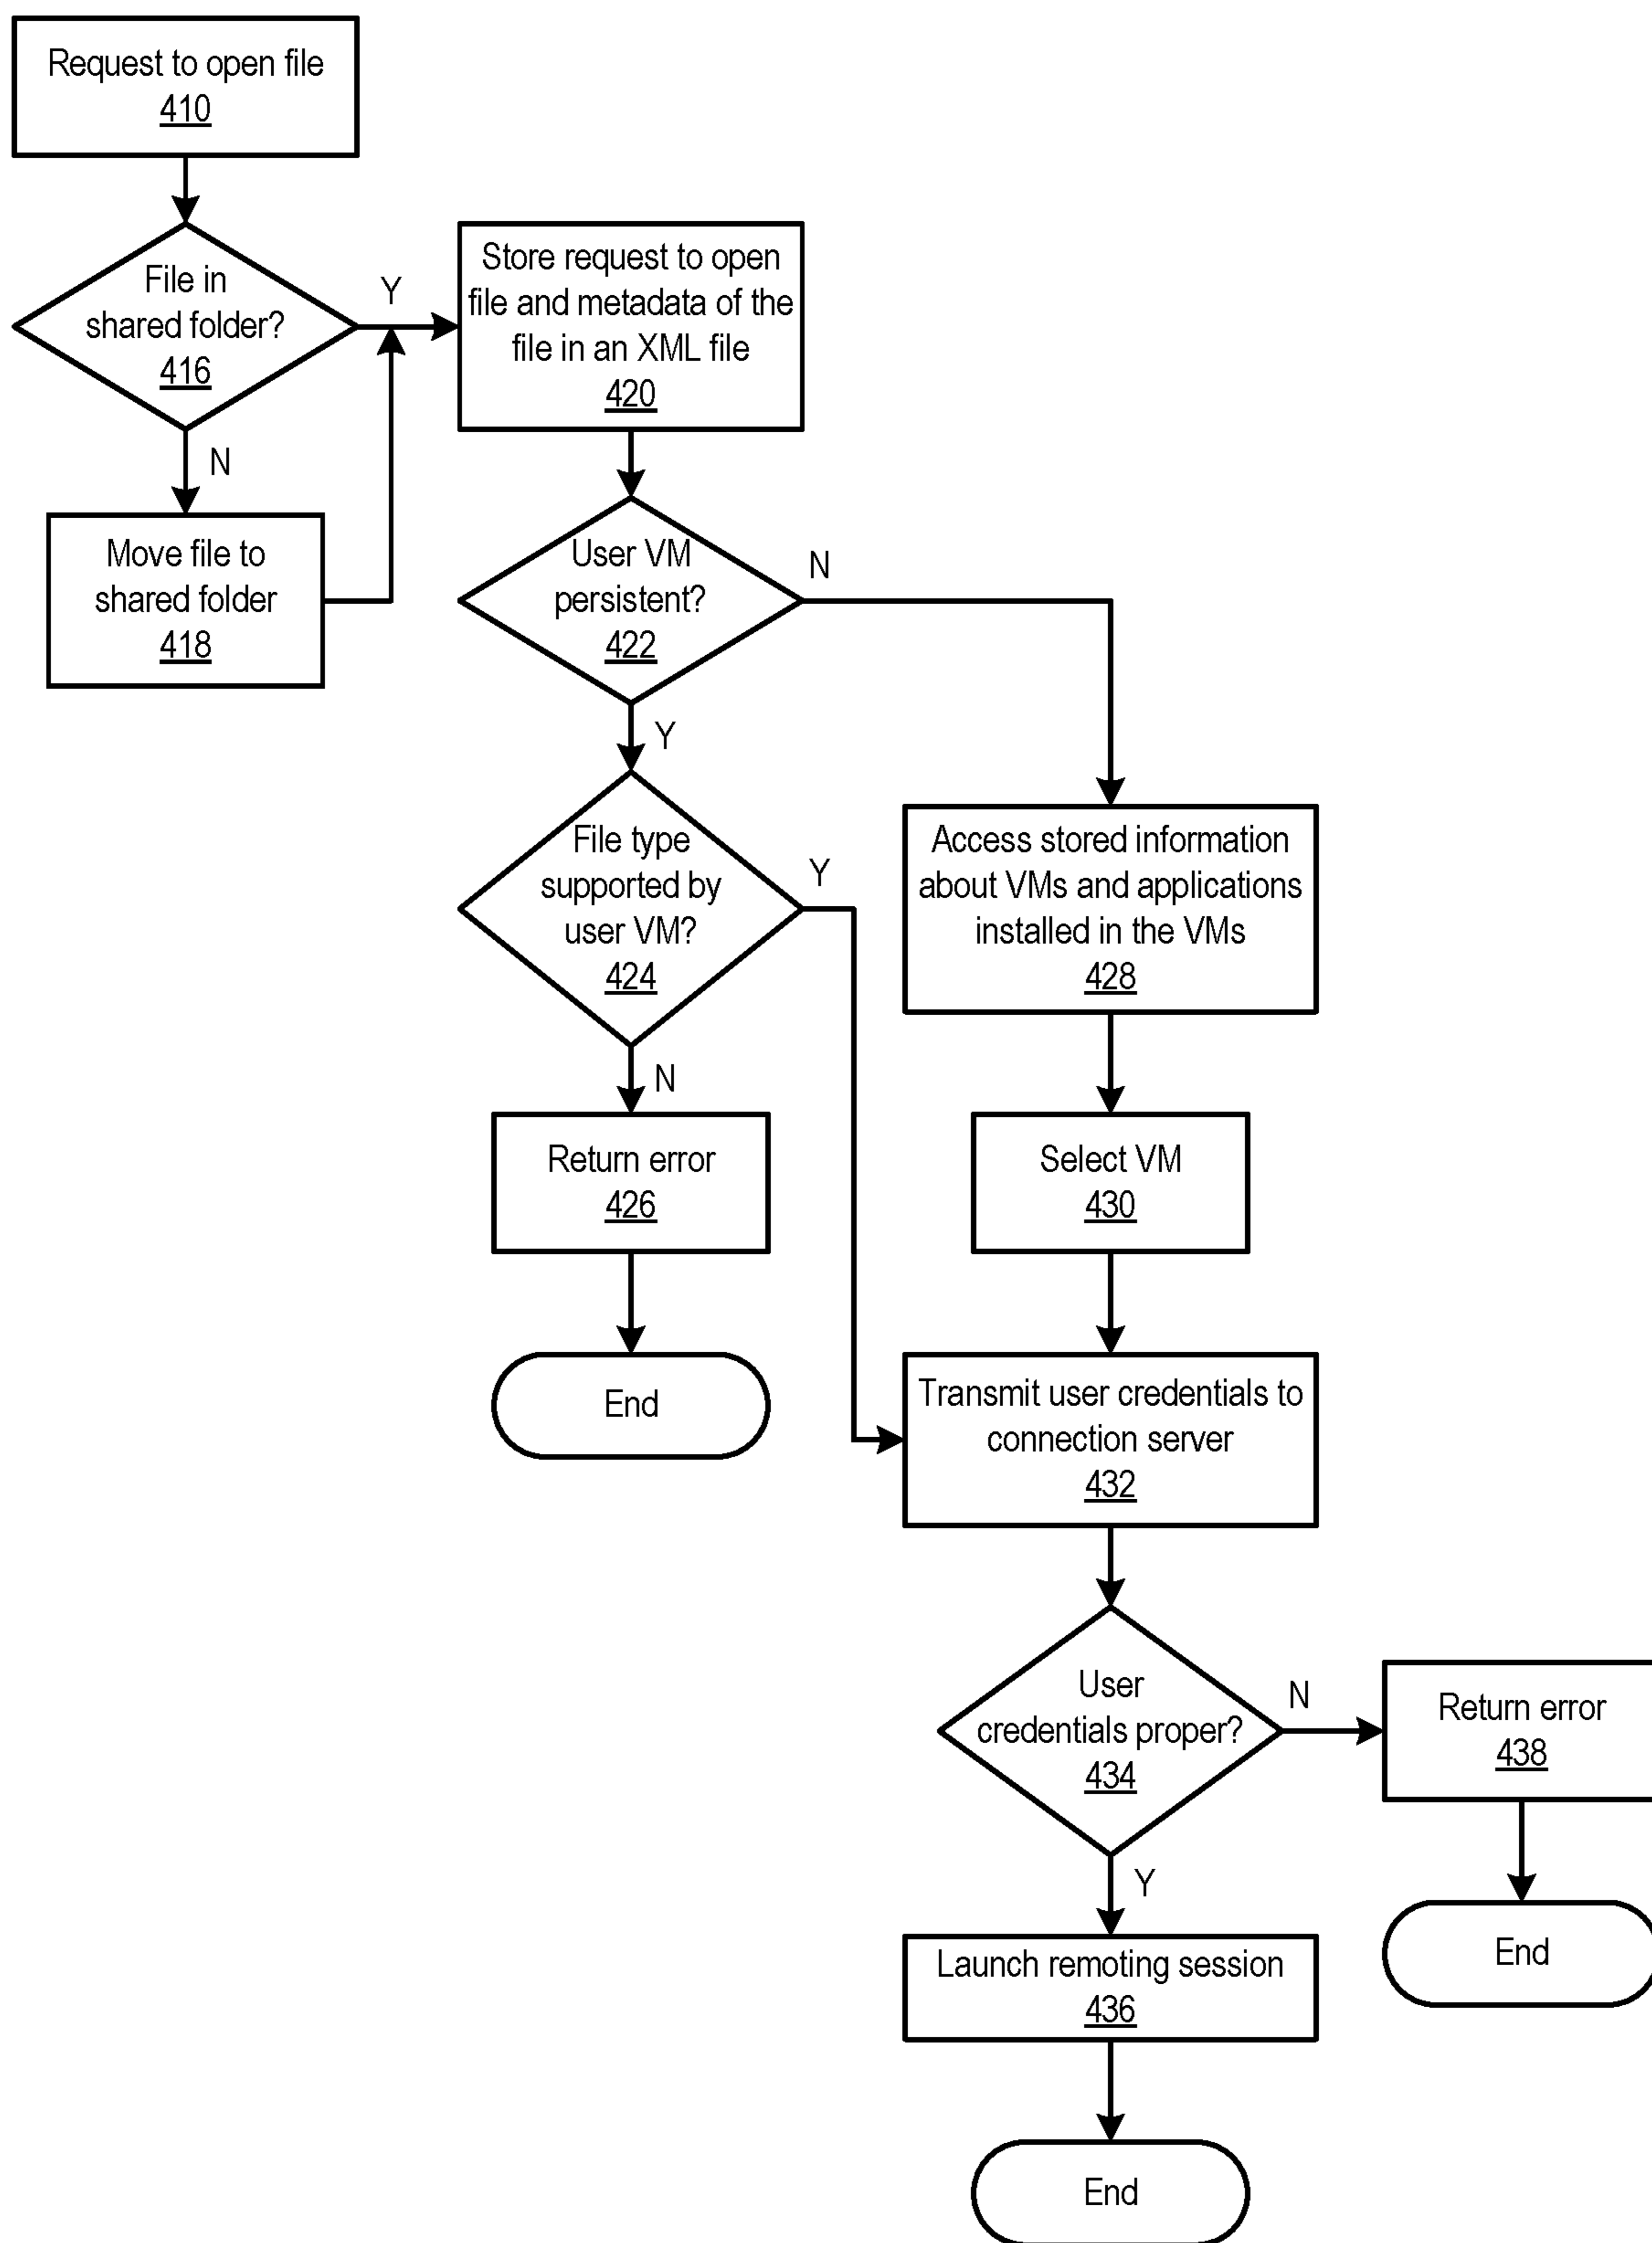 Request to open file
410
File in
shared folder?
416
Y
N
Move file to
shared folder
418
Store request to open
file and metadata of the
file in an XML file
420
User VM
persistent?
422
N
Y
File type
supported by
user VM?
424
Y
N
Return error
426
End
Access stored information
about VMs and applications
installed in the VMs
428
Select VM
430
Transmit user credentials to
connection server
432
User
credentials proper?
434
N
Y
Return error
438
End
Launch remoting session
436
End